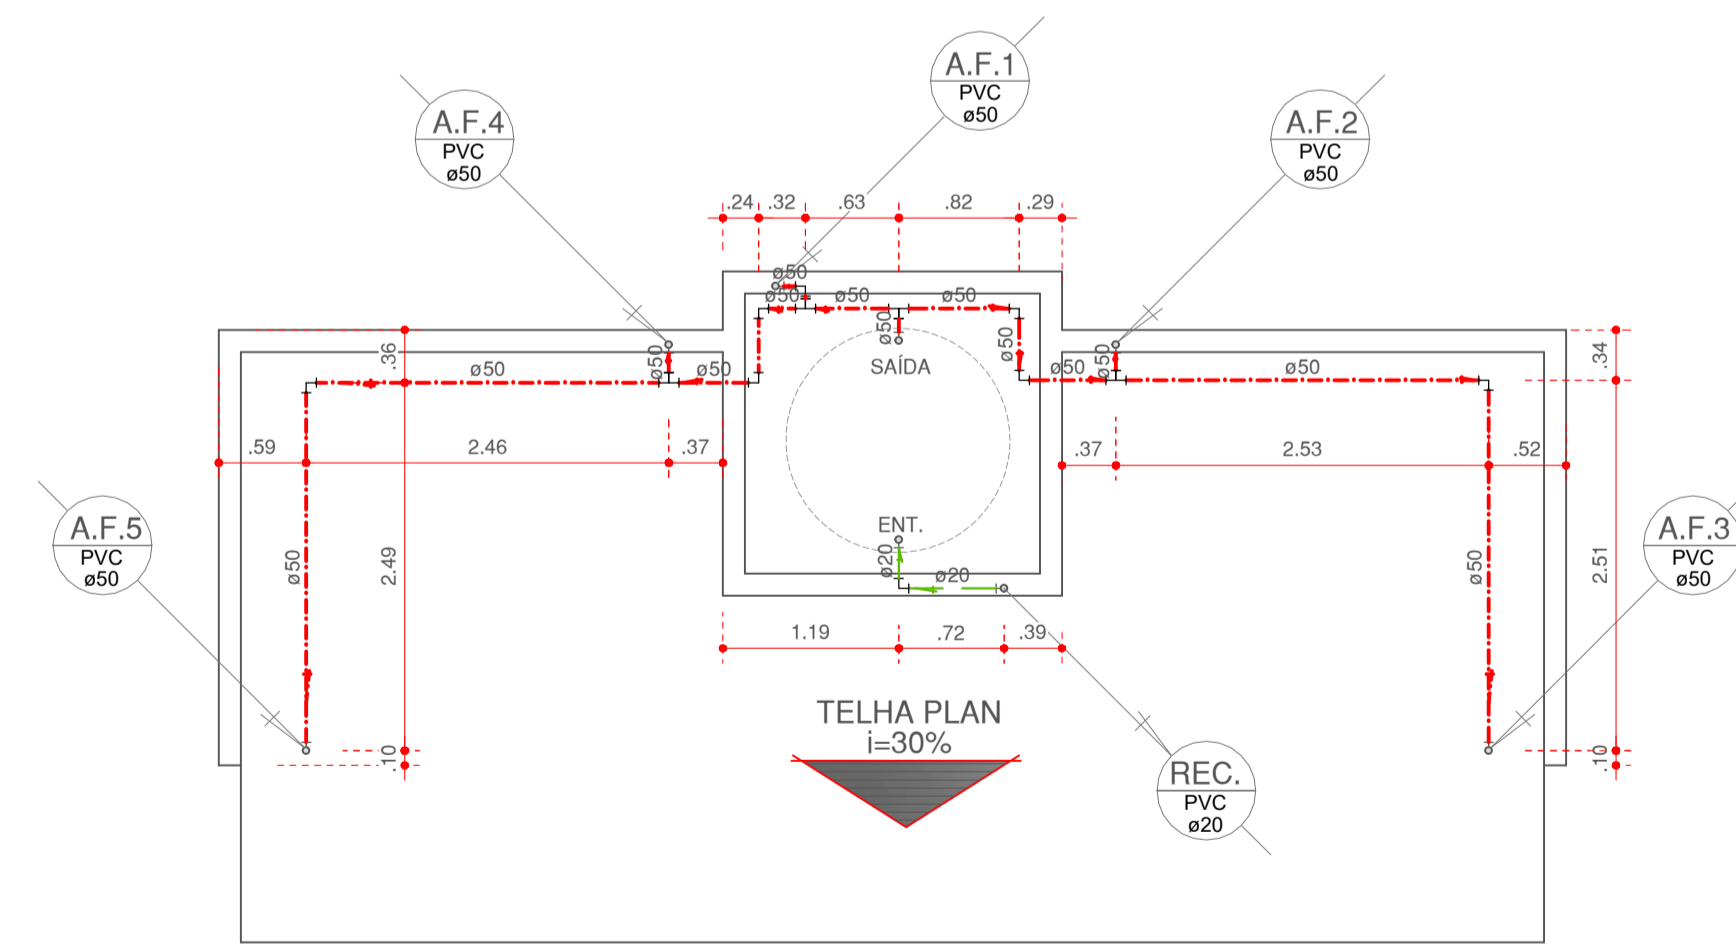 A.F.1
PVC
ø50
A.F.4
PVC
ø50
A.F.2
PVC
ø50
.24
.32
.63
.82
.29
ø50
ø50
ø50
ø50
ø50
ø50
SAÍDA
.36
ø50
ø50
ø50
ø50
ø50
ø50
.34
.59
2.46
.37
.37
2.53
.52
A.F.5
PVC
ø50
ø50
2.49
ENT.
ø20
ø20
ø50
2.51
A.F.3
PVC
ø50
1.19
.72
.39
TELHA PLAN
i=30%
.10
.10
REC.
PVC
ø20